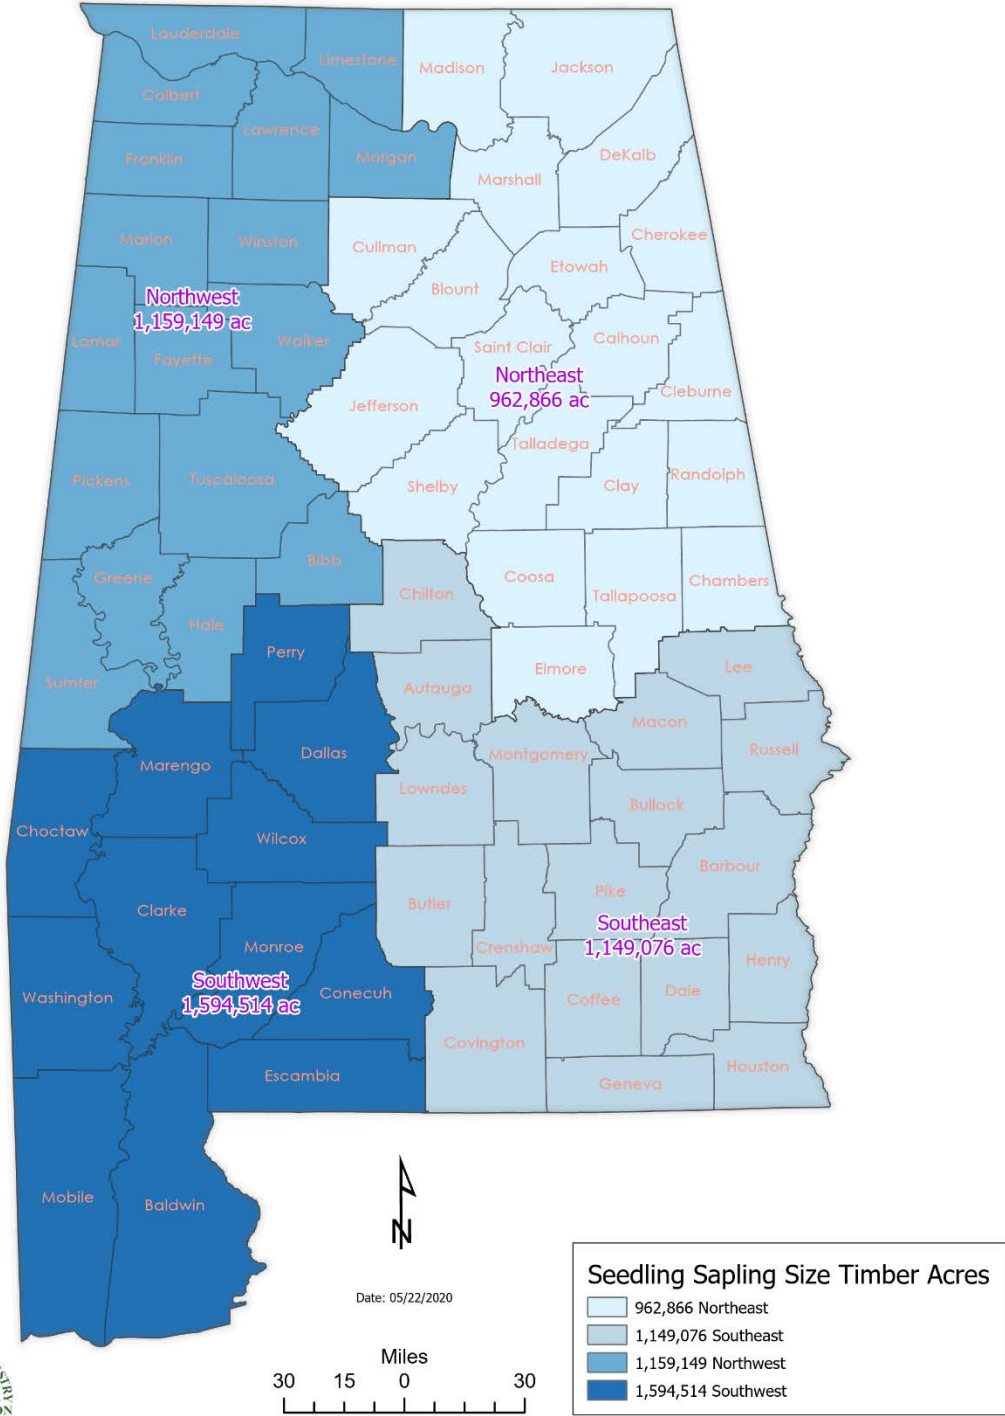 Lauderdale
Limestone
Madison
Jackson
Colbert
Lawrence
Franklin
Morgan
DeKalb
Marshall
Marion
Winston
Cullman
Cherokee
Etowah
Blount
Northwest
1,159,149 ac
Lamar
Fayette
Walker
Saint Clair
Calhoun
Northeast
962,866 ac
Cleburne
Jefferson
Talladega
Pickens
Tuscaloosa
Shelby
Clay
Randolph
Bibb
Greene
Chilton
Coosa
Tallapoosa
Chambers
Hale
Perry
Sumter
Autauga
Elmore
Lee
Macon
Marengo
Dallas
Montgomery
Russell
Lowndes
Bullock
Choctaw
Wilcox
Barbour
Clarke
Butler
Pike
Southeast
1,149,076 ac
Monroe
Crenshaw
Henry
Southwest
1,594,514 ac
Washington
Conecuh
Coffee
Dale
Covington
Escambia
Geneva
Houston
Mobile
Baldwin
N
Date: 05/22/2020
Miles
30 15 0 30
Seedling Sapling Size Timber Acres
962,866 Northeast
1,149,076 Southeast
1,159,149 Northwest
1,594,514 Southwest